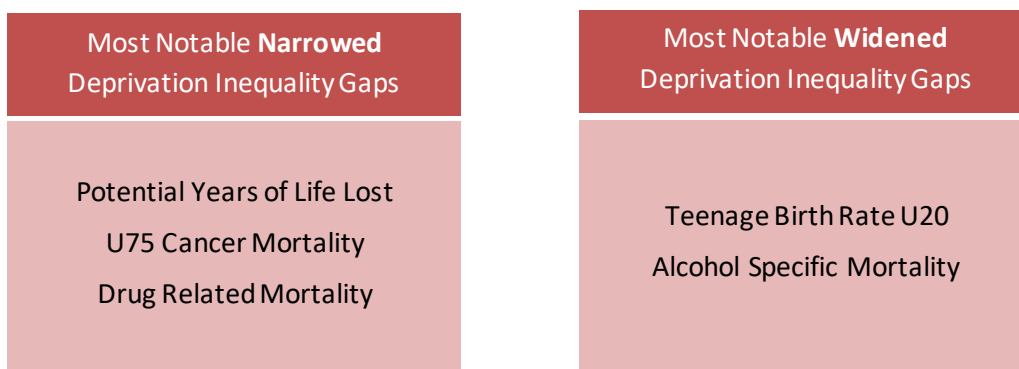 Most Notable Narrowed
Deprivation Inequality Gaps
Potential Years of Life Lost
U75 Cancer Mortality
Drug Related Mortality
Most Notable Widened
Deprivation Inequality Gaps
Teenage Birth Rate U20
Alcohol Specific Mortality